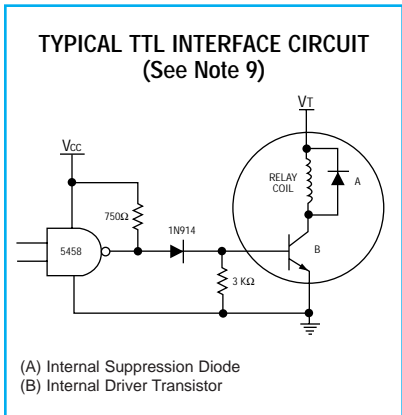 TYPICAL TTL INTERFACE CIRCUIT
(See Note 9)
VT
VCC
RELAY
COIL
A
750Ω
1N914
5458
B
3 KΩ
(A) Internal Suppression Diode
(B) Internal Driver Transistor